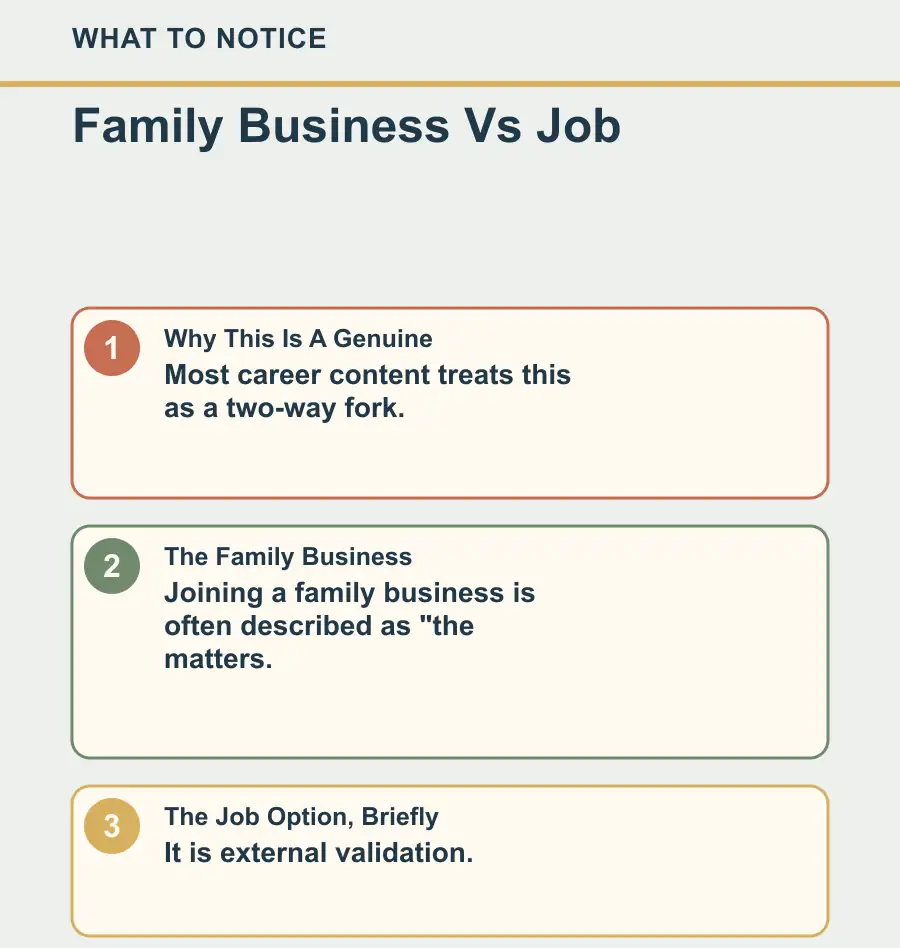 WHAT TO NOTICE
Family Business Vs Job
1
Why This Is A Genuine
Most career content treats this
as a two-way fork.
2
The Family Business
Joining a family business is
often described as "the
matters.
3
The Job Option, Briefly
It is external validation.